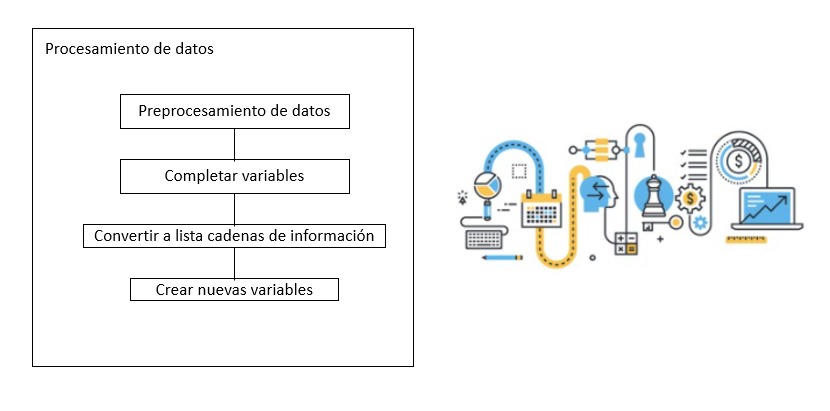 Procesamiento de datos
Preprocesamiento de datos
Completar variables
Convertir a lista cadenas de información
Crear nuevas variables
$
$